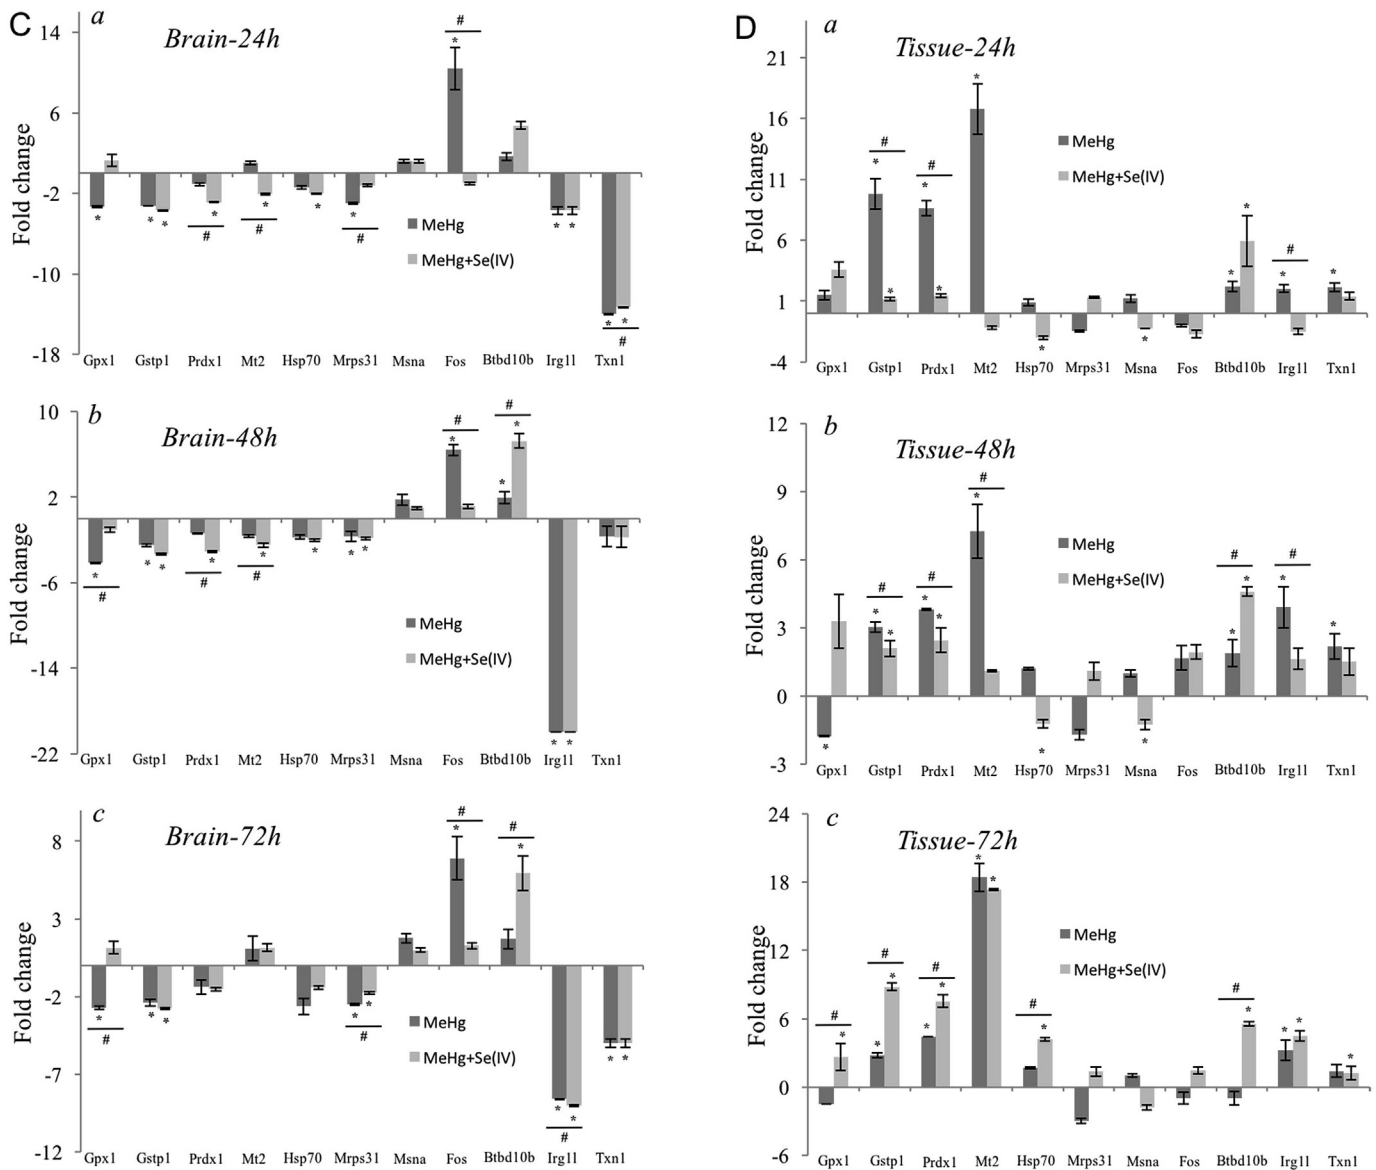 C
a
Brain-24h
Fold change
14
6
-2
-10
-18
#
*
*
* *
*
#
*
#
*
*
#
* *
* *
#
MeHg
MeHg+Se(IV)
Gpx1 Gstp1 Prdx1 Mt2 Hsp70 Mrps31 Msna Fos Btbd10b Irg1l Txn1
b
Brain-48h
Fold change
10
2
-6
-14
-22
#
*
#
*
*
*
#
* *
*
#
*
#
*
* *
* *
MeHg
MeHg+Se(IV)
Gpx1 Gstp1 Prdx1 Mt2 Hsp70 Mrps31 Msna Fos Btbd10b Irg1l Txn1
c
Brain-72h
Fold change
8
3
-2
-7
-12
#
*
#
*
*
#
* *
* *
#
* *
#
* *
MeHg
MeHg+Se(IV)
Gpx1 Gstp1 Prdx1 Mt2 Hsp70 Mrps31 Msna Fos Btbd10b Irg1l Txn1
D
a
Tissue-24h
Fold change
21
16
11
6
1
-4
#
* *
#
* *
*
*
*
* *
#
*
*
MeHg
MeHg+Se(IV)
Gpx1 Gstp1 Prdx1 Mt2 Hsp70 Mrps31 Msna Fos Btbd10b Irg1l Txn1
b
Tissue-48h
Fold change
12
9
6
3
0
-3
*
#
* *
#
* *
#
*
*
*
#
* *
#
*
*
MeHg
MeHg+Se(IV)
Gpx1 Gstp1 Prdx1 Mt2 Hsp70 Mrps31 Msna Fos Btbd10b Irg1l Txn1
c
Tissue-72h
Fold change
24
18
12
6
0
-6
#
*
#
* *
#
* *
* *
#
*
#
*
* *
*
MeHg
MeHg+Se(IV)
Gpx1 Gstp1 Prdx1 Mt2 Hsp70 Mrps31 Msna Fos Btbd10b Irg1l Txn1